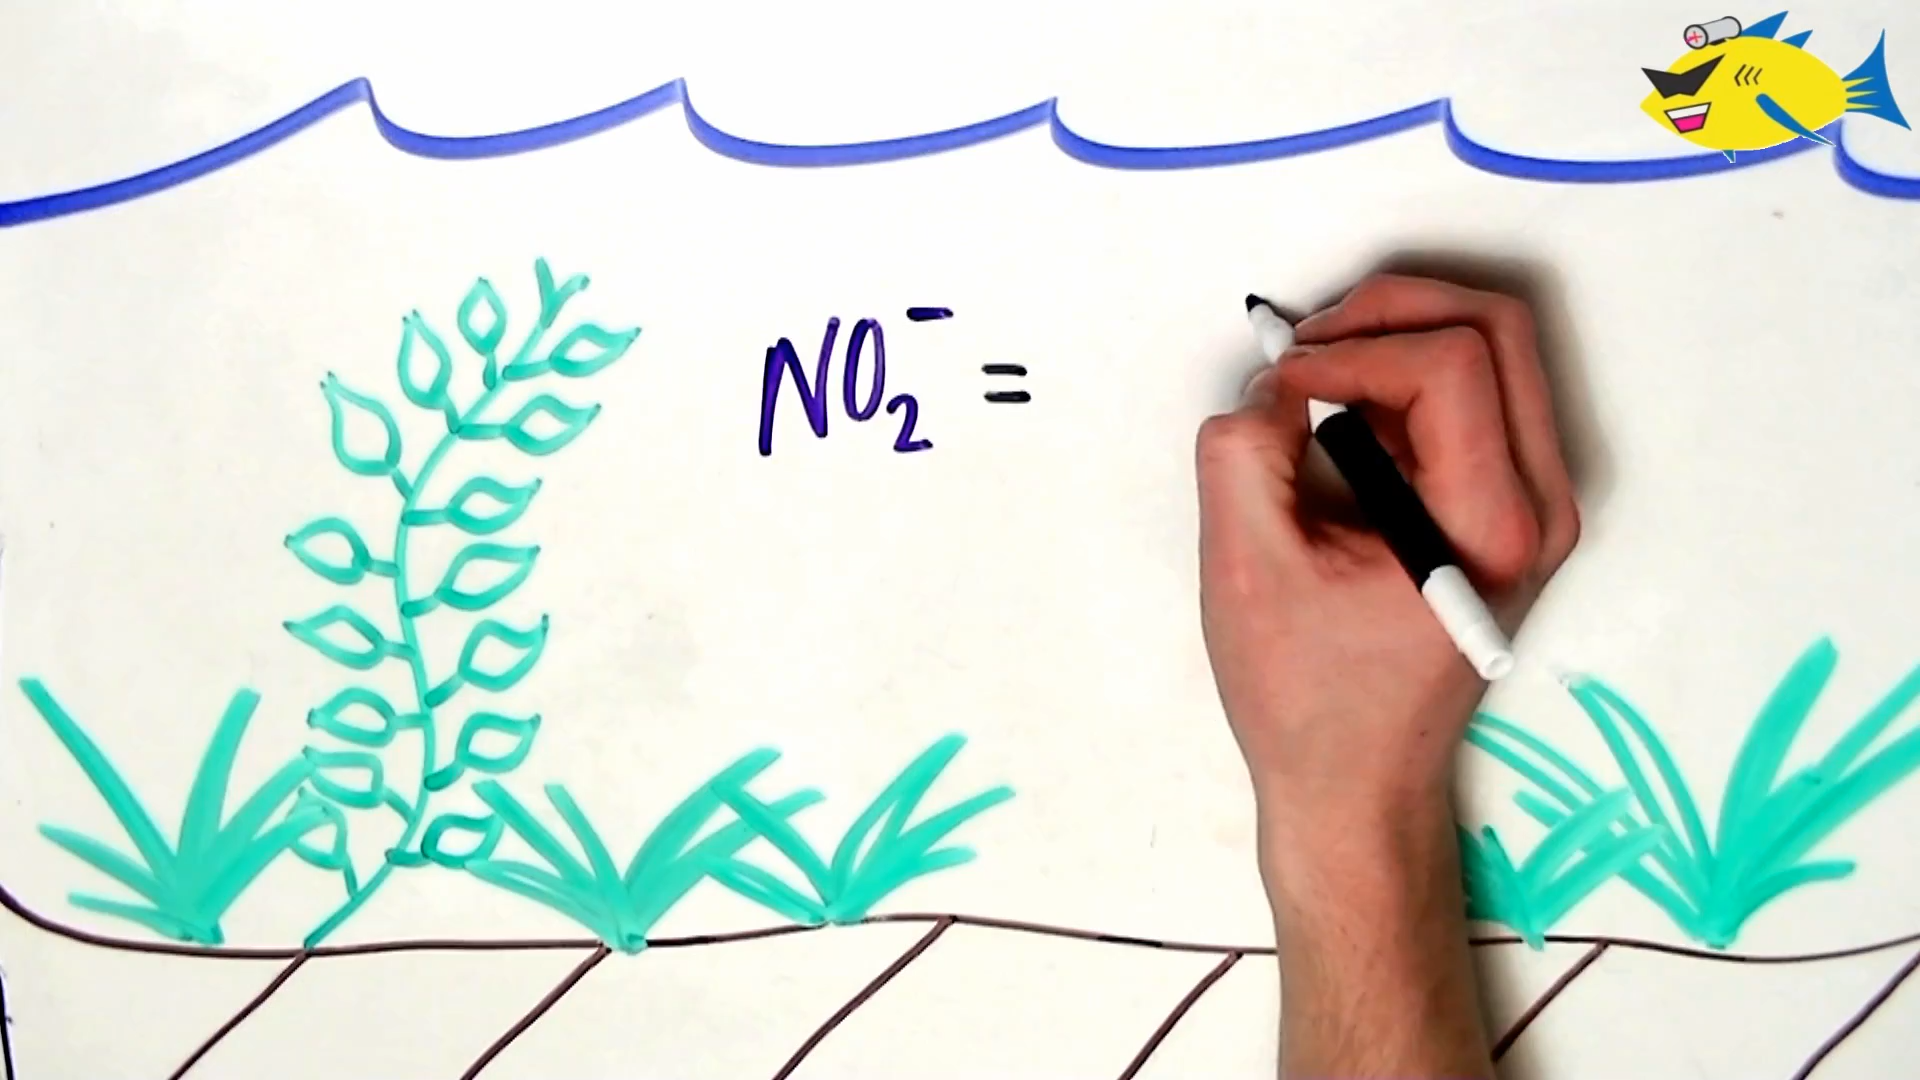 NO₂⁻ =